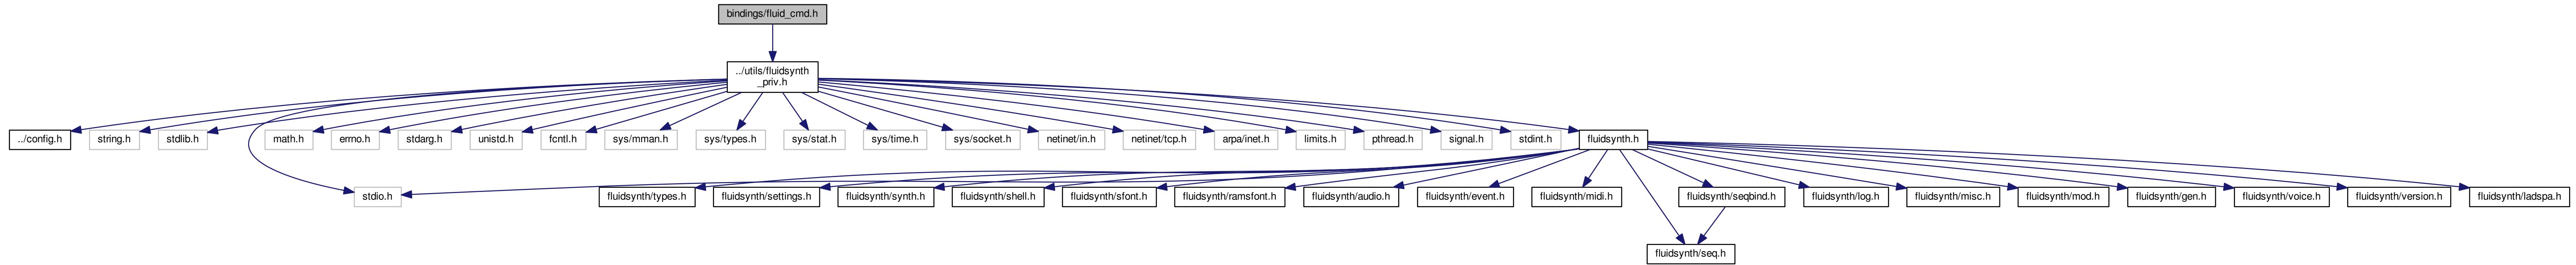 bindings/fluid_cmd.h
../utils/fluidsynth
_priv.h
../config.h
string.h
stdlib.h
math.h
errno.h
stdarg.h
unistd.h
fcntl.h
sys/mman.h
sys/types.h
sys/stat.h
sys/time.h
sys/socket.h
netinet/in.h
netinet/tcp.h
arpa/inet.h
limits.h
pthread.h
signal.h
stdint.h
fluidsynth.h
stdio.h
fluidsynth/types.h
fluidsynth/settings.h
fluidsynth/synth.h
fluidsynth/shell.h
fluidsynth/sfont.h
fluidsynth/ramsfont.h
fluidsynth/audio.h
fluidsynth/event.h
fluidsynth/midi.h
fluidsynth/seqbind.h
fluidsynth/log.h
fluidsynth/misc.h
fluidsynth/mod.h
fluidsynth/gen.h
fluidsynth/voice.h
fluidsynth/version.h
fluidsynth/ladspa.h
fluidsynth/seq.h